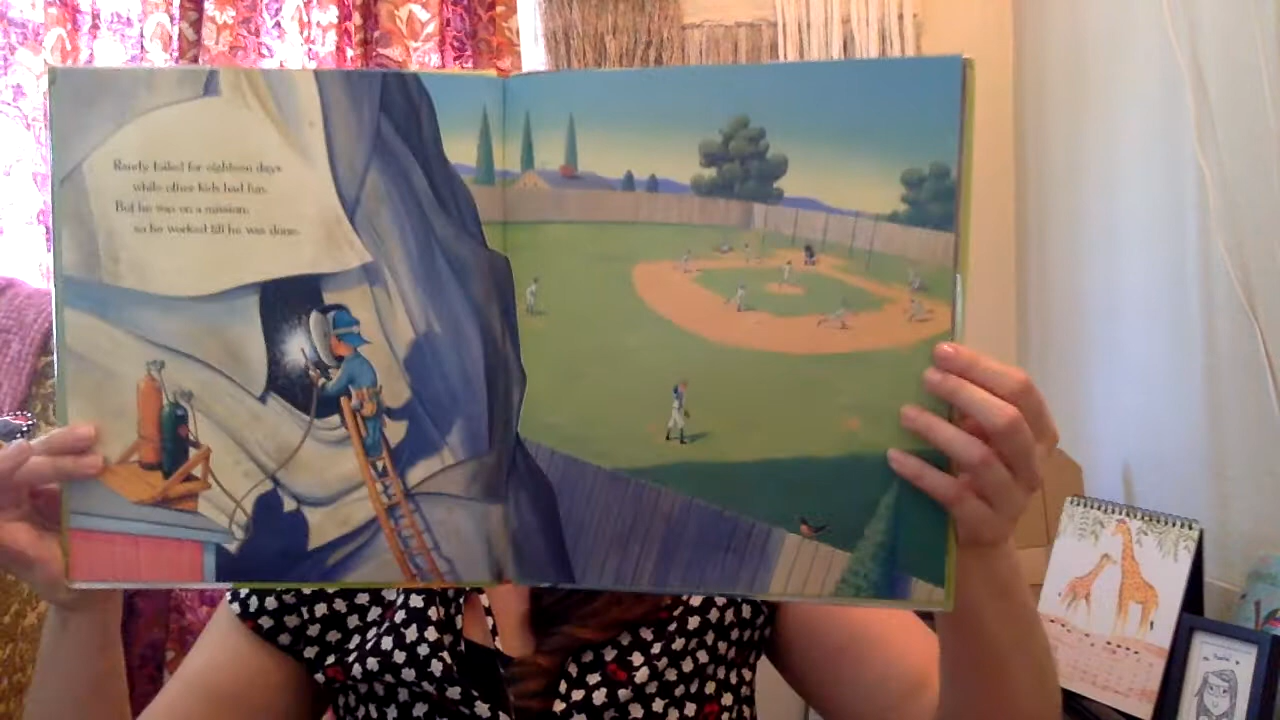 Randy toiled for eighteen days
while other kids had fun.
But he was on a mission,
so he worked till he was done.